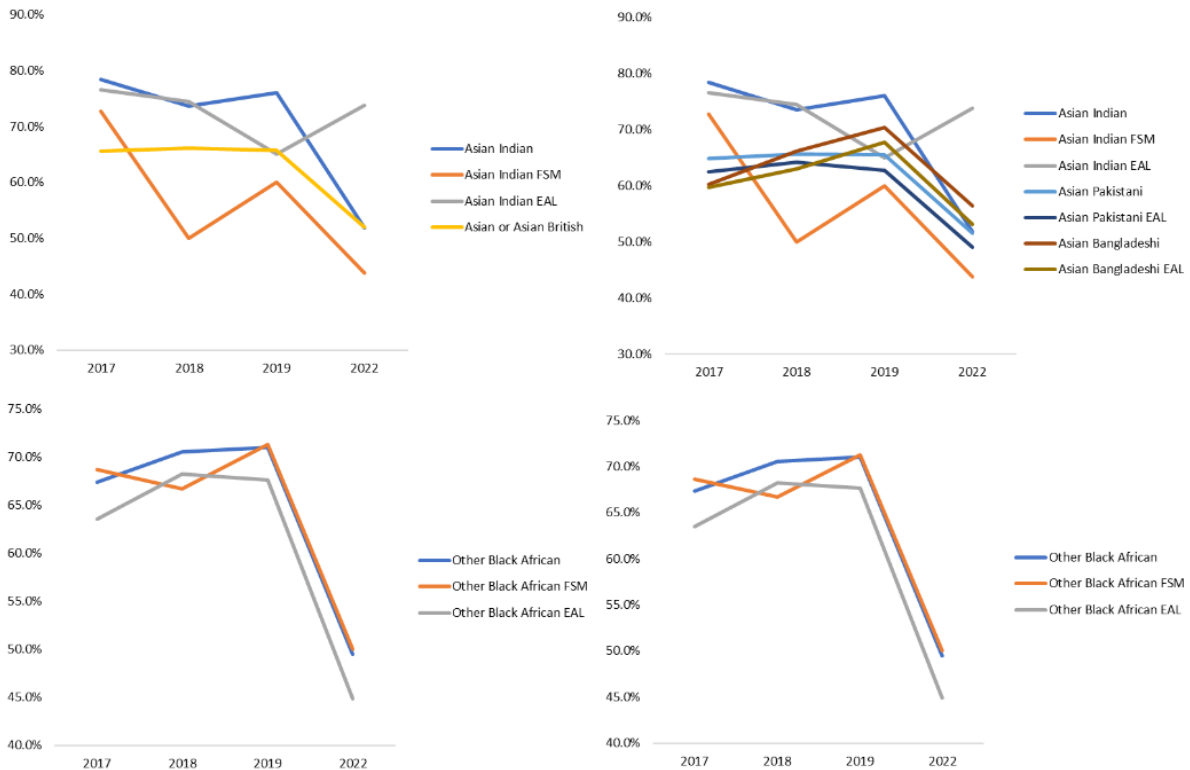 90.0%
80.0%
70.0%
60.0%
50.0%
40.0%
30.0%
2017 2018 2019 2022
Asian Indian
Asian Indian FSM
Asian Indian EAL
Asian or Asian British
90.0%
80.0%
70.0%
60.0%
50.0%
40.0%
30.0%
2017 2018 2019 2022
Asian Indian
Asian Indian FSM
Asian Indian EAL
Asian Pakistani
Asian Pakistani EAL
Asian Bangladeshi
Asian Bangladeshi EAL
75.0%
70.0%
65.0%
60.0%
55.0%
50.0%
45.0%
40.0%
2017 2018 2019 2022
Other Black African
Other Black African FSM
Other Black African EAL
75.0%
70.0%
65.0%
60.0%
55.0%
50.0%
45.0%
40.0%
2017 2018 2019 2022
Other Black African
Other Black African FSM
Other Black African EAL